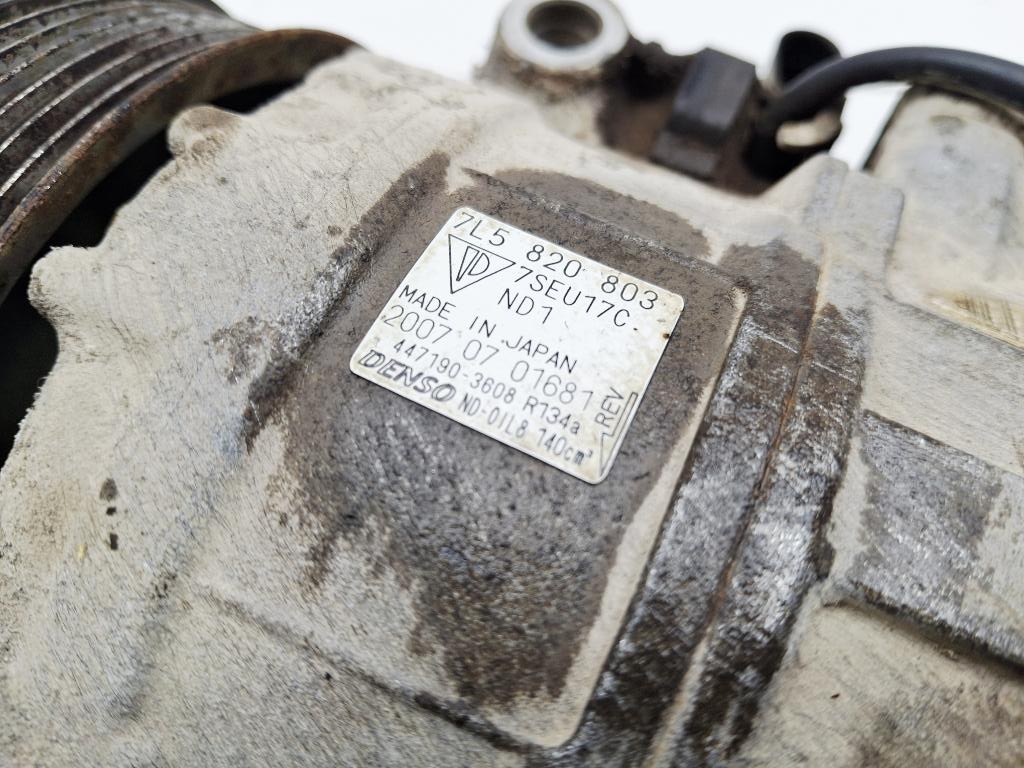 7L5 820 803
7SEU17C
ND1
MADE IN JAPAN
2007 07 01681
447190-3608 R134a
DENSO ND-OIL8 140cm³
REV